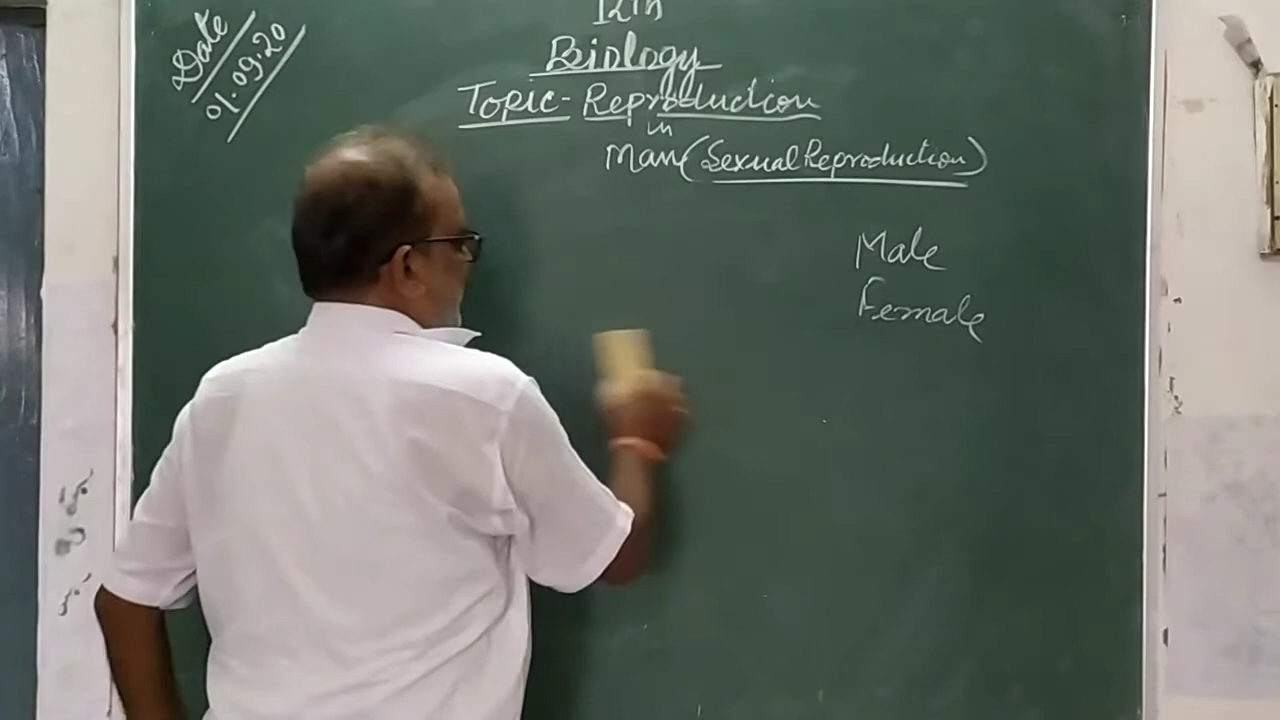 Date
01.09.20
12th
Biology
Topic- Reproduction
in
Man (Sexual Reproduction)
Male
Female